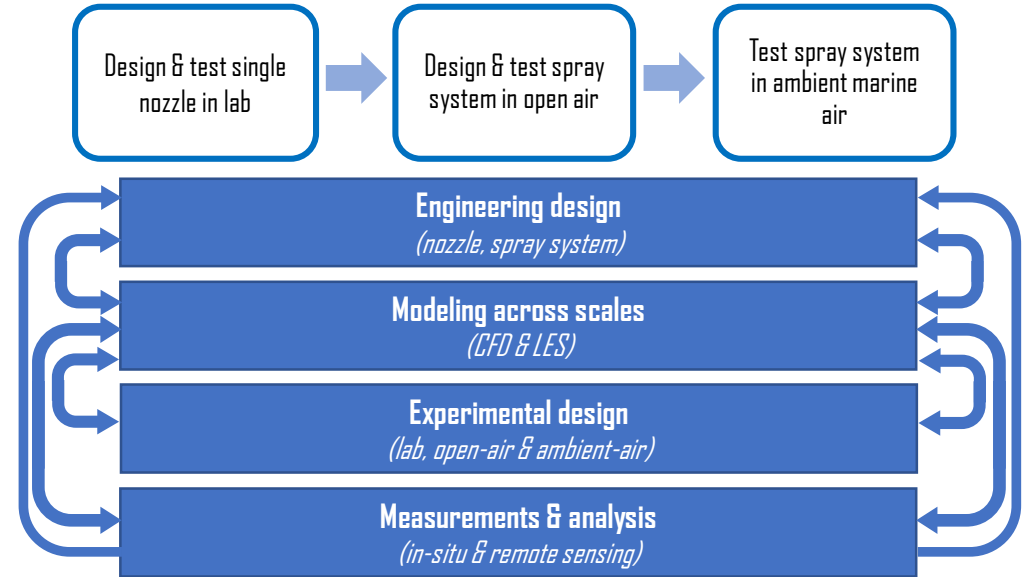 Design & test single
nozzle in lab
Design & test spray
system in open air
Test spray system
in ambient marine
air
Engineering design
(nozzle, spray system)
Modeling across scales
(CFD & LES)
Experimental design
(lab, open-air & ambient-air)
Measurements & analysis
(in-situ & remote sensing)